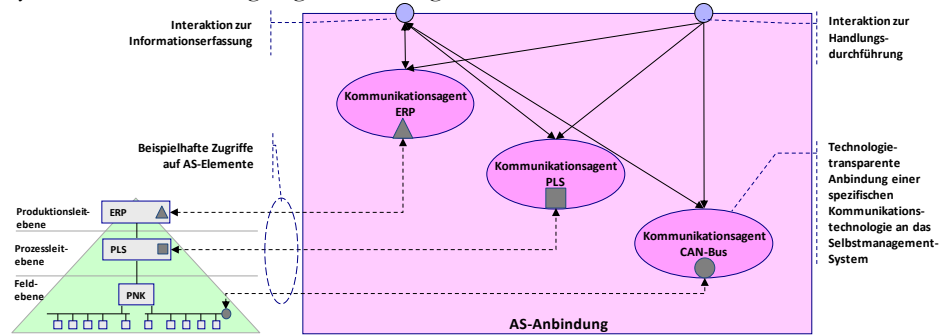 Interaktion zur
Informationserfassung
Interaktion zur
Handlungs-
durchführung
Kommunikationsagent
ERP
Beispielhafte Zugriffe
auf AS-Elemente
Kommunikationsagent
PLS
Technologie-
transparente
Anbindung einer
spezifischen
Kommunikations-
technologie an das
Selbstmanagement-
System
Kommunikationsagent
CAN-Bus
Produktionsleit-
ebene
ERP
Prozessleit-
ebene
PLS
Feld-
ebene
PNK
AS-Anbindung